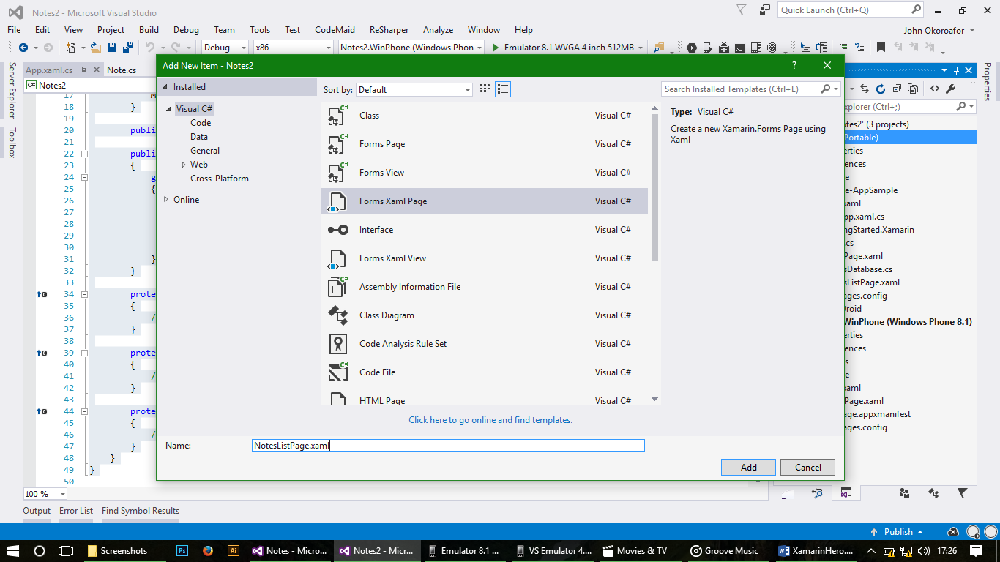 Notes2 - Microsoft Visual Studio
Quick Launch (Ctrl+Q)
File Edit View Project Build Debug Team Tools Test CodeMaid ReSharper Analyze Window Help
John Okoroafor
Debug x86 Notes2.WinPhone (Windows Phon Emulator 8.1 WVGA 4 inch 512MB
Server Explorer
Toolbox
App.xaml.cs Note.cs
C# Notes2
17 M
18 }
19
20 publi
21
22 publi
23 {
24 g
25 {
26
27
28
29
30
31 }
32 }
33
34 prote
35 {
36 /
37 }
38
39 prote
40 {
41 /
42 }
43
44 prote
45 {
46 /
47 }
48 }
49 }
50
100 %
Add New Item - Notes2
?
Installed
Visual C#
Code
Data
General
Web
Cross-Platform
Online
Sort by: Default
Search Installed Templates (Ctrl+E)
Class Visual C#
Forms Page Visual C#
Forms View Visual C#
Forms Xaml Page Visual C#
Interface Visual C#
Forms Xaml View Visual C#
Assembly Information File Visual C#
Class Diagram Visual C#
Code Analysis Rule Set Visual C#
Code File Visual C#
HTML Page Visual C#
Type: Visual C#
Create a new Xamarin.Forms Page using
Xaml
Click here to go online and find templates.
Name: NotesListPage.xaml
Add Cancel
Properties
xplorer (Ctrl+;)
otes2' (3 projects)
Portable)
erties
ences
e
e-AppSample
xaml
pp.xaml.cs
ngStarted.Xamarin
.cs
Page.xaml
sDatabase.cs
sListPage.xaml
ages.config
Droid
WinPhone (Windows Phone 8.1)
erties
ences
s
e
xaml
Page.xaml
age.appxmanifest
ages.config
Output Error List Find Symbol Results
Publish
Screenshots Ps Ai Notes - Micro... Notes2 - Micr... Emulator 8.1 ... VS Emulator 4.... Movies & TV Groove Music XamarinHero.... 17:26